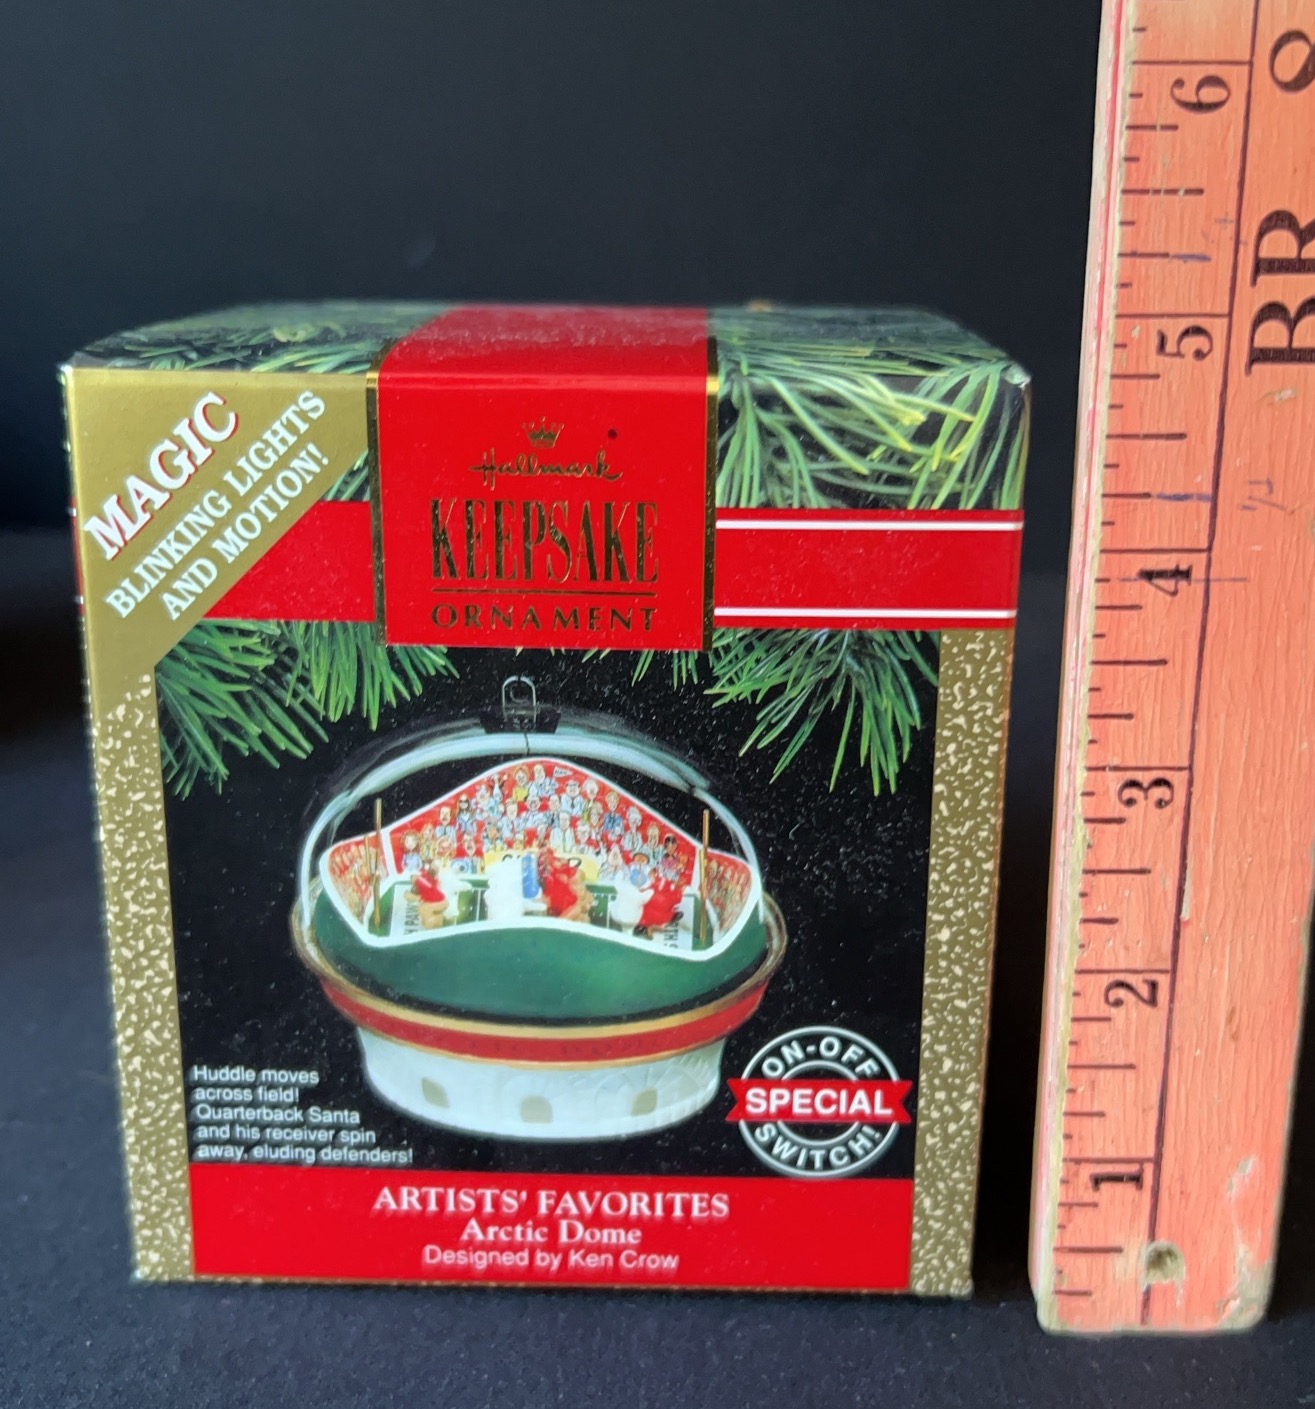 MAGIC
BLINKING LIGHTS
AND MOTION!
Hallmark
KEEPSAKE
ORNAMENT
Huddle moves
across field!
Quarterback Santa
and his receiver spin
away, eluding defenders!
ON-OFF
SPECIAL
SWITCH!
ARTISTS' FAVORITES
Arctic Dome
Designed by Ken Crow
6
5
4
3
2
1